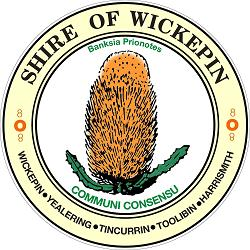 SHIRE OF WICKEPIN
Banksia Prionotes
COMMUNI CONSENSU
WICKEPIN • YEALERING • TINCURRIN • TOOLIBIN • HARRISMITH